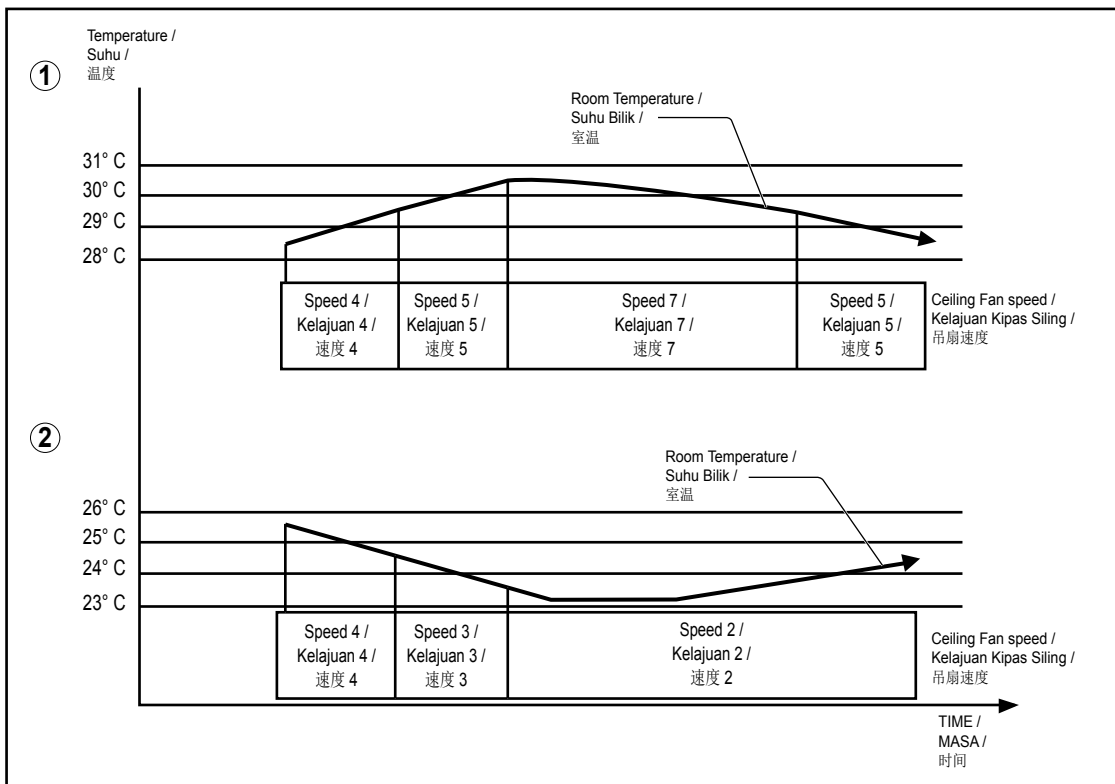 Temperature /
Suhu /
温度
①
Room Temperature /
Suhu Bilik /
室温
31° C
30° C
29° C
28° C
Speed 4 /
Kelajuan 4 /
速度 4
Speed 5 /
Kelajuan 5 /
速度 5
Speed 7 /
Kelajuan 7 /
速度 7
Speed 5 /
Kelajuan 5 /
速度 5
Ceiling Fan speed /
Kelajuan Kipas Siling /
吊扇速度
②
Room Temperature /
Suhu Bilik /
室温
26° C
25° C
24° C
23° C
Speed 4 /
Kelajuan 4 /
速度 4
Speed 3 /
Kelajuan 3 /
速度 3
Speed 2 /
Kelajuan 2 /
速度 2
Ceiling Fan speed /
Kelajuan Kipas Siling /
吊扇速度
TIME /
MASA /
时间